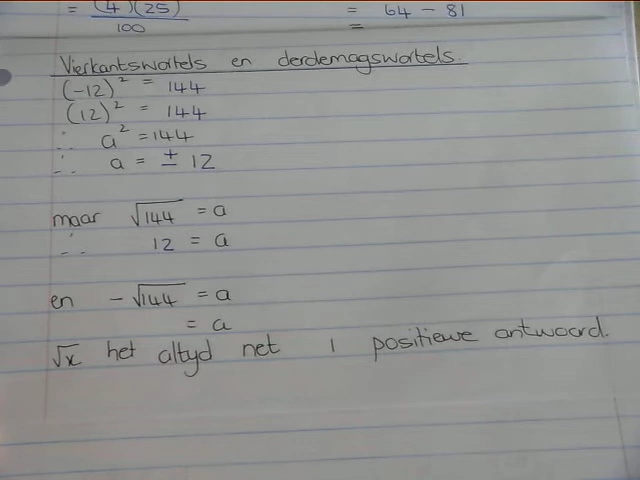 = (4)(25) / 100
= 64 - 81
=
Vierkantswortels en derdemagswortels.
(-12)² = 144
(12)² = 144
∴ a² = 144
∴ a = ± 12
maar √144 = a
∴ 12 = a
en -√144 = a
= a
√x het altyd net 1 positiewe antwoord.